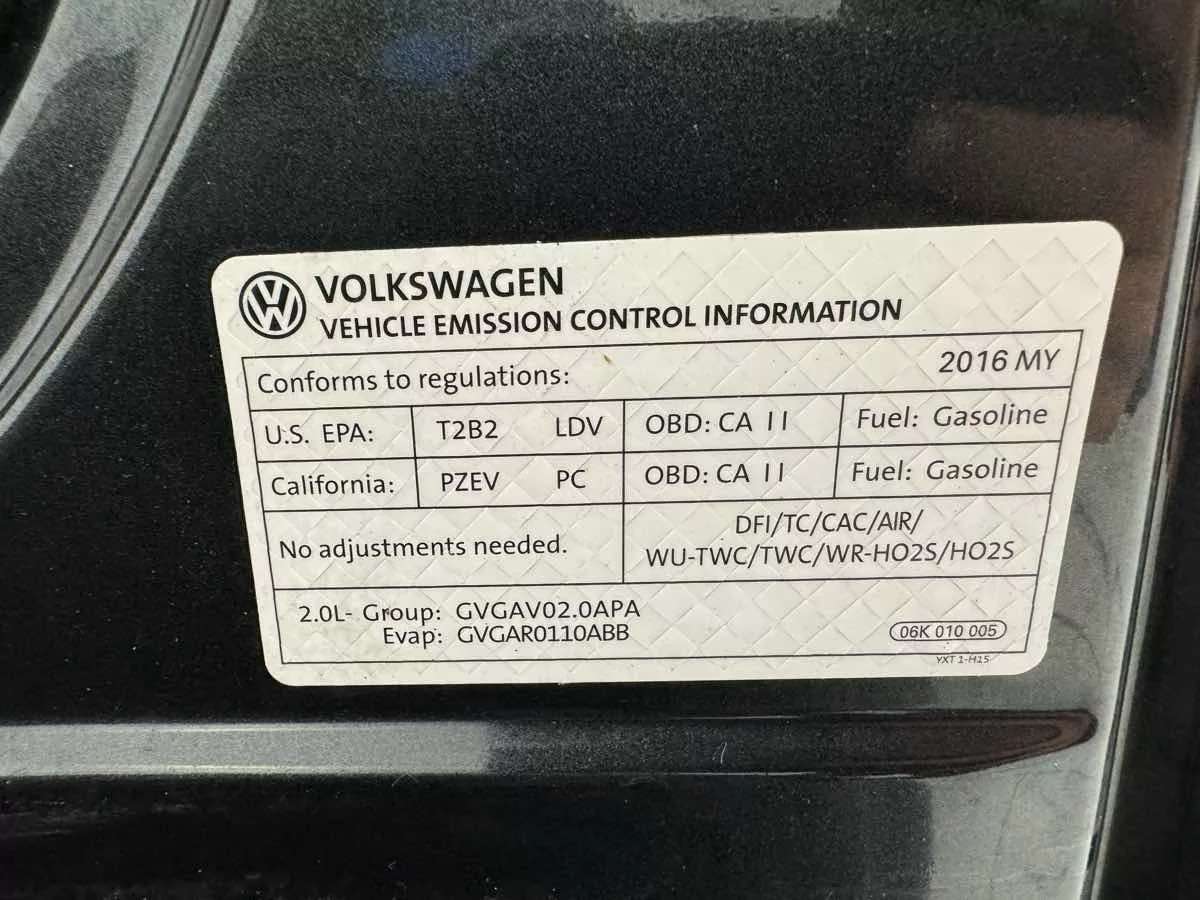 VOLKSWAGEN
VEHICLE EMISSION CONTROL INFORMATION
Conforms to regulations: 2016 MY
U.S. EPA: T2B2 LDV OBD: CA II Fuel: Gasoline
California: PZEV PC OBD: CA II Fuel: Gasoline
No adjustments needed.
DFI/TC/CAC/AIR/
WU-TWC/TWC/WR-HO2S/HO2S
2.0L- Group: GVGAV02.0APA
Evap: GVGAR0110ABB
06K 010 005
YXT 1-H15